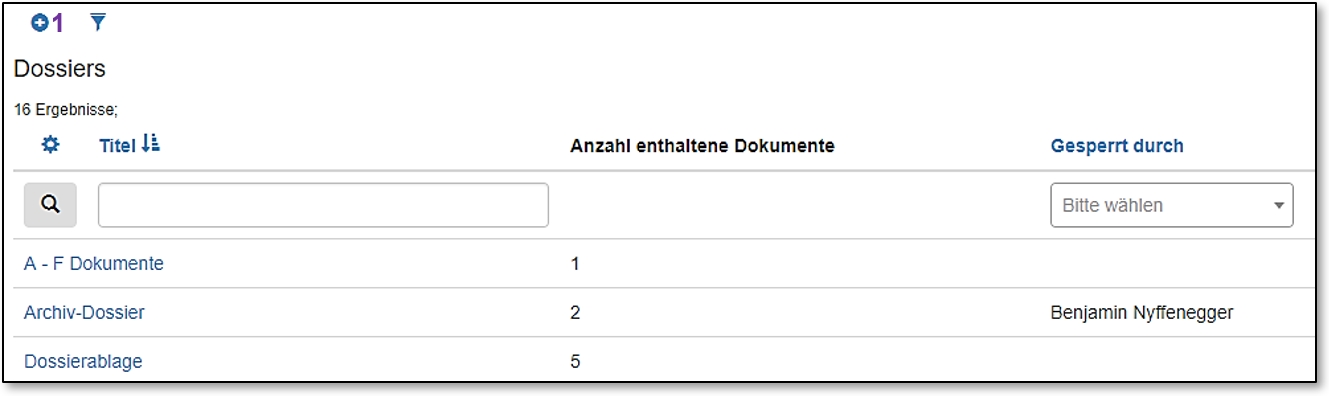 1
Dossiers
16 Ergebnisse;
Titel Anzahl enthaltene Dokumente Gesperrt durch
Bitte wählen
A - F Dokumente 1
Archiv-Dossier 2 Benjamin Nyffenegger
Dossierablage 5